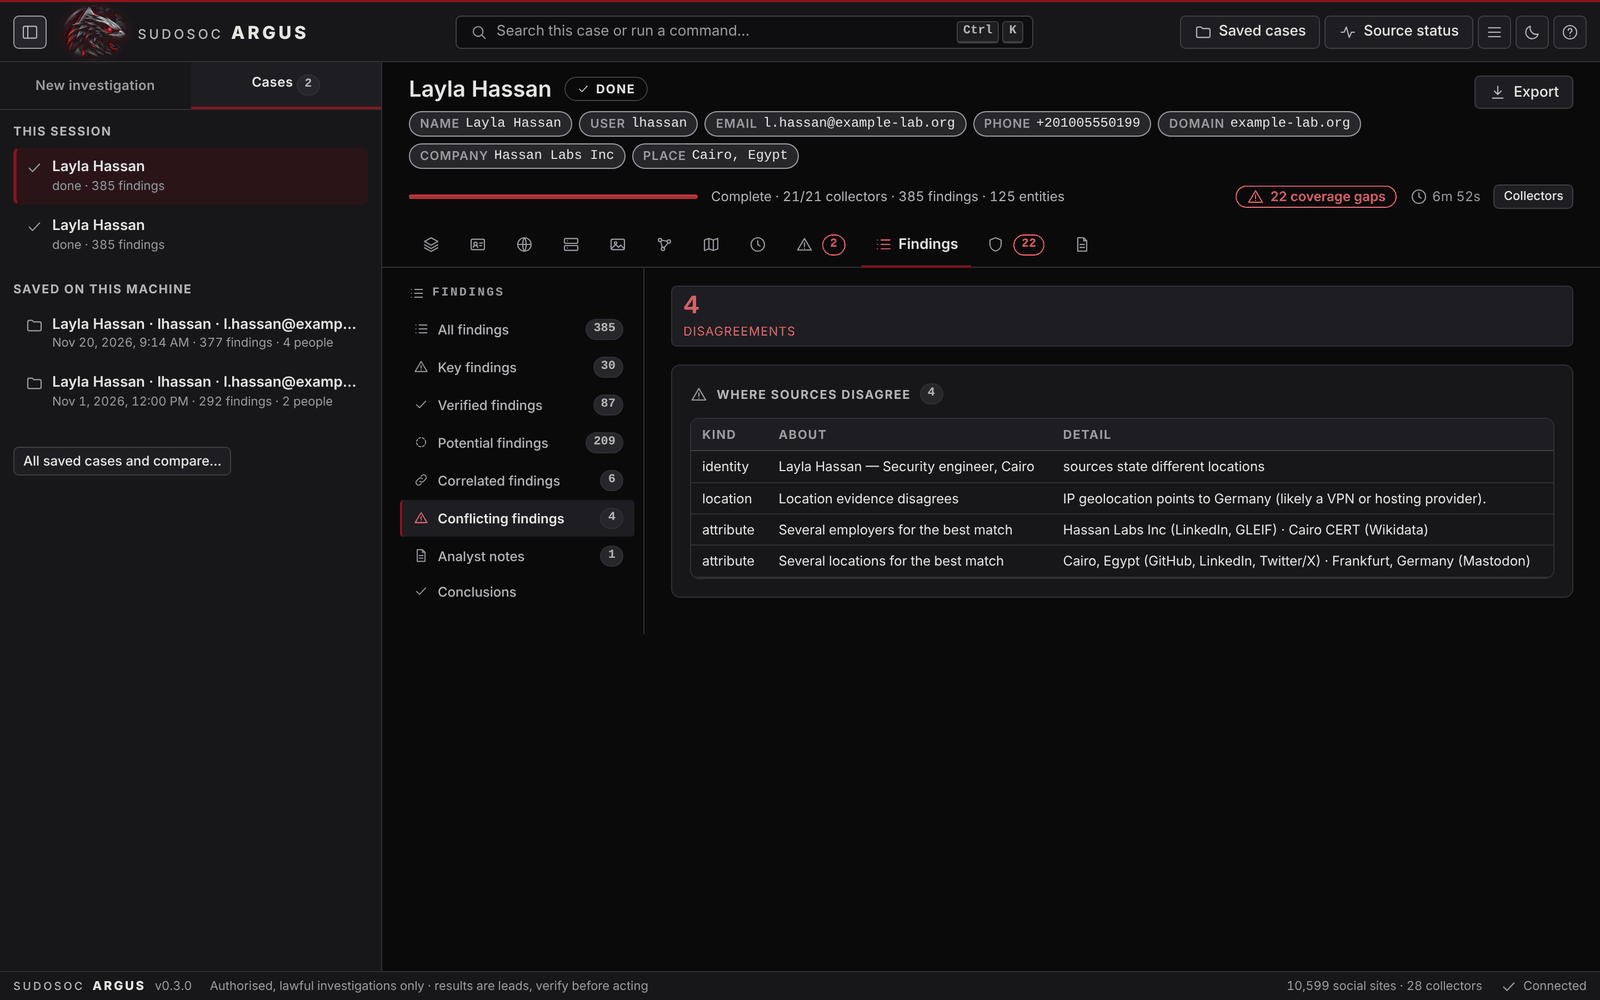 SUDOSOC ARGUS
Search this case or run a command... Ctrl K
Saved cases
Source status
New investigation
Cases 2
THIS SESSION
Layla Hassan
done · 385 findings
Layla Hassan
done · 385 findings
SAVED ON THIS MACHINE
Layla Hassan · lhassan · l.hassan@examp...
Nov 20, 2026, 9:14 AM · 377 findings · 4 people
Layla Hassan · lhassan · l.hassan@examp...
Nov 1, 2026, 12:00 PM · 292 findings · 2 people
All saved cases and compare...
Layla Hassan DONE
Export
NAME Layla Hassan USER lhassan EMAIL l.hassan@example-lab.org PHONE +201005550199 DOMAIN example-lab.org
COMPANY Hassan Labs Inc PLACE Cairo, Egypt
Complete · 21/21 collectors · 385 findings · 125 entities
22 coverage gaps 6m 52s Collectors
2 Findings 22
FINDINGS
All findings 385
Key findings 30
Verified findings 87
Potential findings 209
Correlated findings 6
Conflicting findings 4
Analyst notes 1
Conclusions
4
DISAGREEMENTS
WHERE SOURCES DISAGREE 4
KIND ABOUT DETAIL
identity Layla Hassan — Security engineer, Cairo sources state different locations
location Location evidence disagrees IP geolocation points to Germany (likely a VPN or hosting provider).
attribute Several employers for the best match Hassan Labs Inc (LinkedIn, GLEIF) · Cairo CERT (Wikidata)
attribute Several locations for the best match Cairo, Egypt (GitHub, LinkedIn, Twitter/X) · Frankfurt, Germany (Mastodon)
SUDOSOC ARGUS v0.3.0 Authorised, lawful investigations only · results are leads, verify before acting
10,599 social sites · 28 collectors Connected